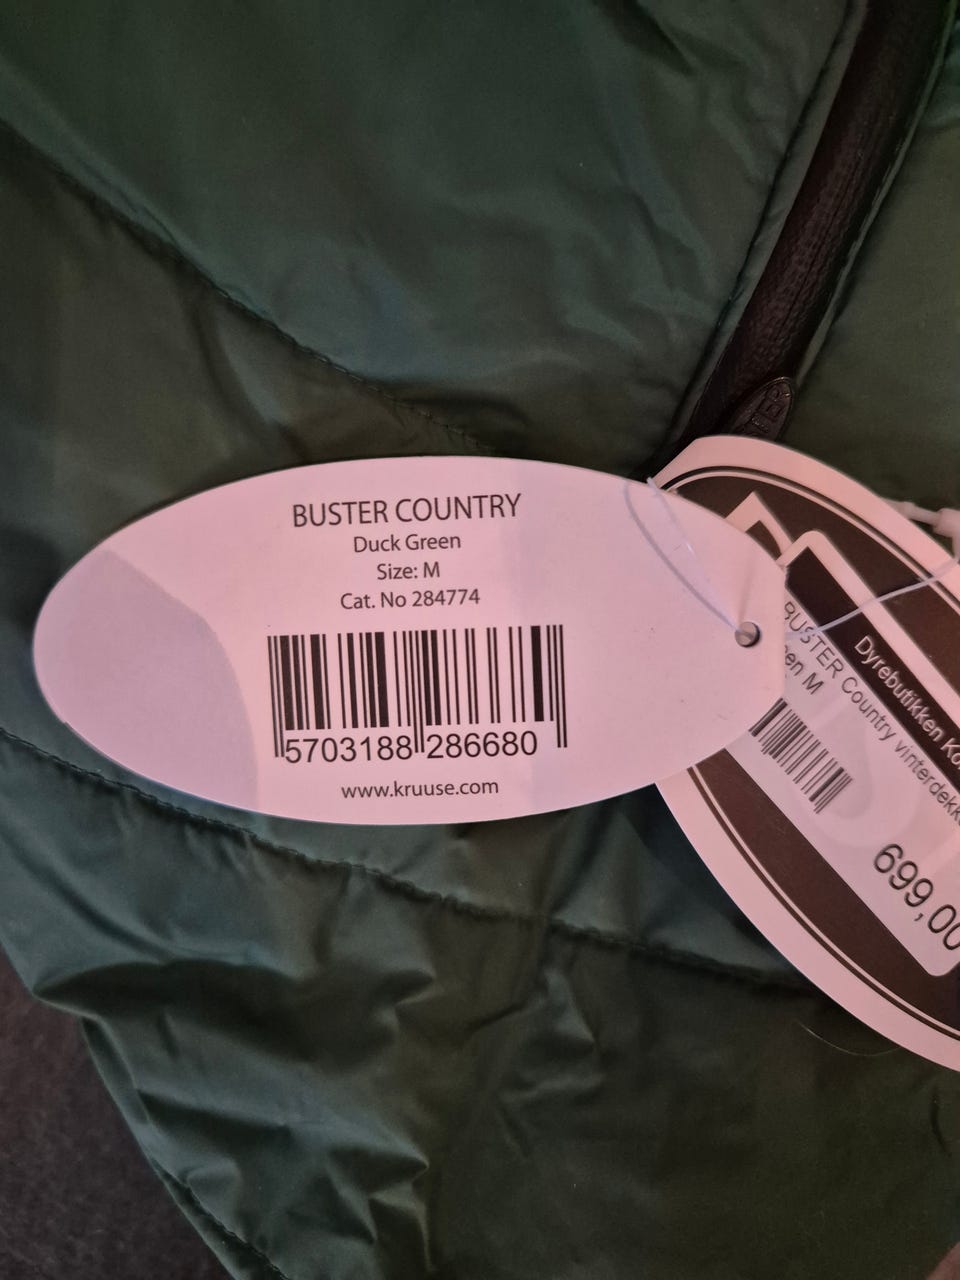 BUSTER COUNTRY
Duck Green
Size: M
Cat. No 284774
5703188 286680
www.kruuse.com
Dyrebutikken
BUSTER Country
M
699,00